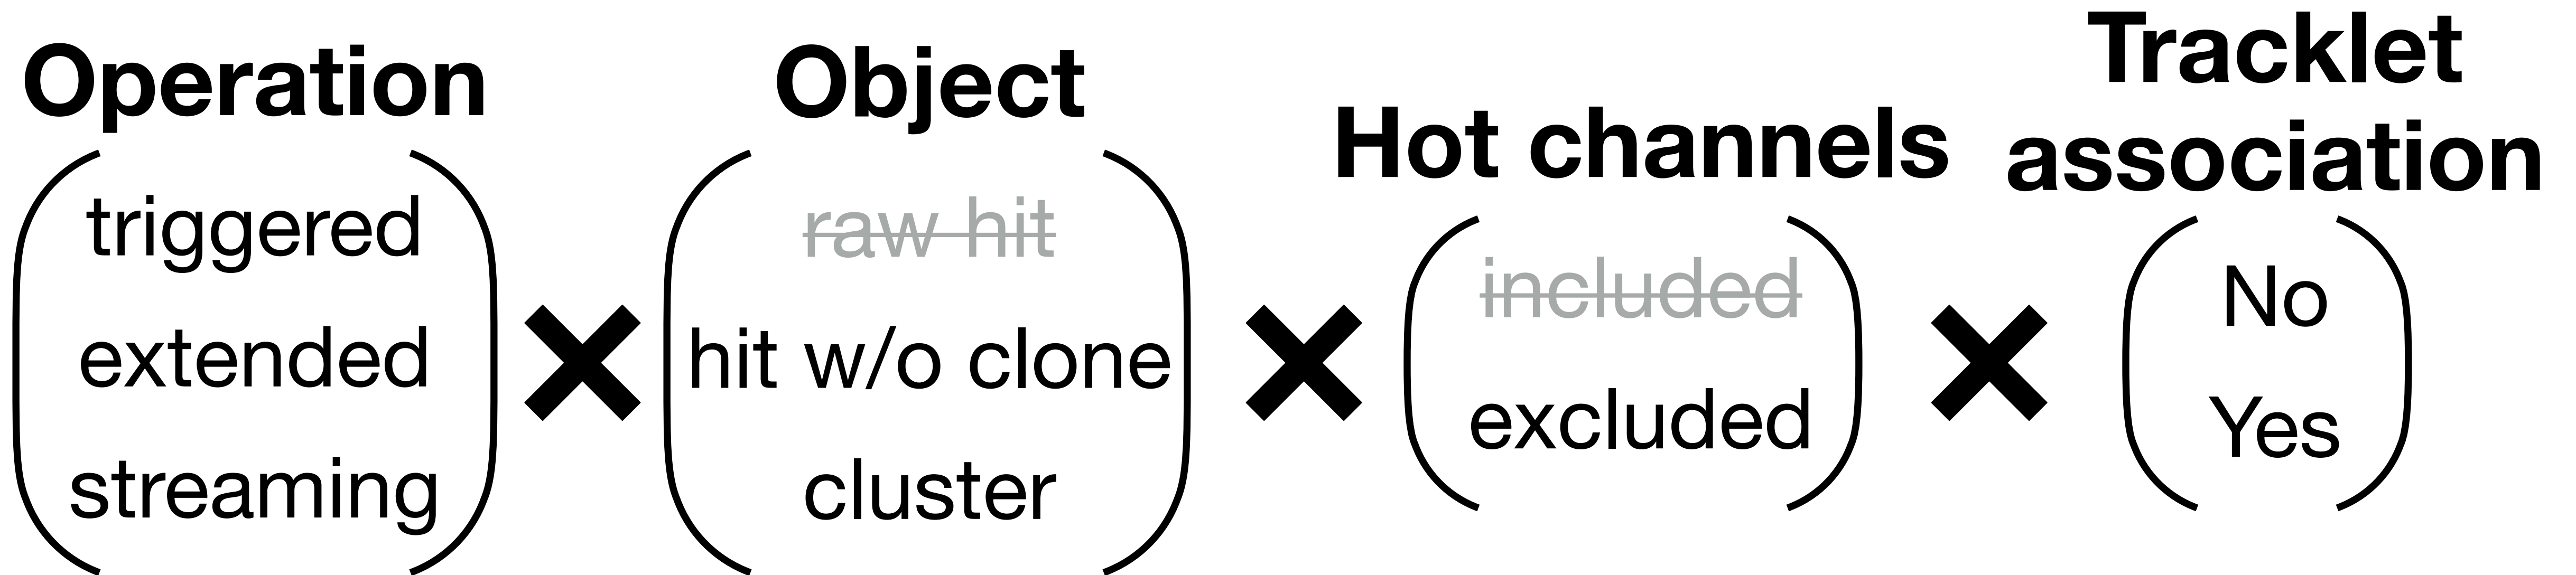 Operation
triggered
extended
streaming
Object
raw hit
hit w/o clone
cluster
Hot channels
included
excluded
Tracklet
association
No
Yes